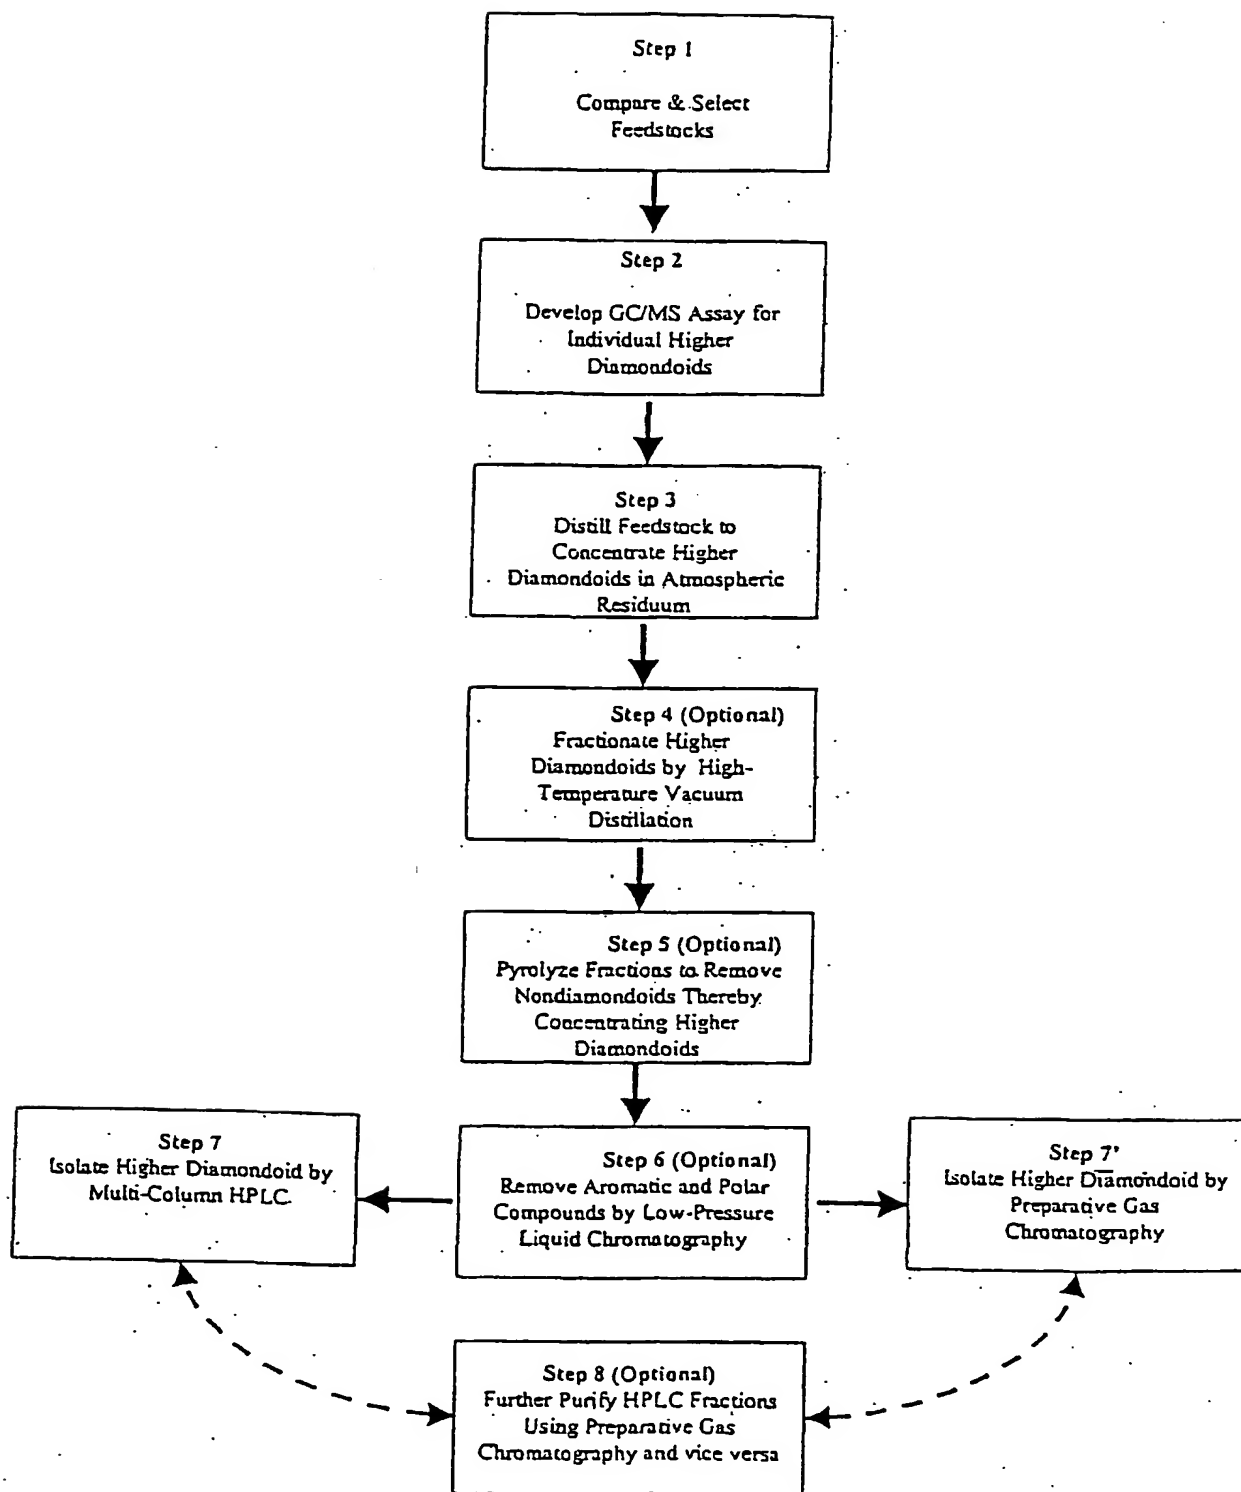 Step 1
Compare & Select
Feedstocks
Step 2
Develop GC/MS Assay for
Individual Higher
Diamondoids
Step 3
Distill Feedstock to
Concentrate Higher
Diamondoids in Atmospheric
Residuum
Step 4 (Optional)
Fractionate Higher
Diamondoids by High-
Temperature Vacuum
Distillation
Step 5 (Optional)
Pyrolyze Fractions to Remove
Nondiamondoids Thereby
Concentrating Higher
Diamondoids
Step 7
Isolate Higher Diamondoid by
Multi-Column HPLC
Step 6 (Optional)
Remove Aromatic and Polar
Compounds by Low-Pressure
Liquid Chromatography
Step 7'
Isolate Higher Diamondoid by
Preparative Gas
Chromatography
Step 8 (Optional)
Further Purify HPLC Fractions
Using Preparative Gas
Chromatography and vice versa